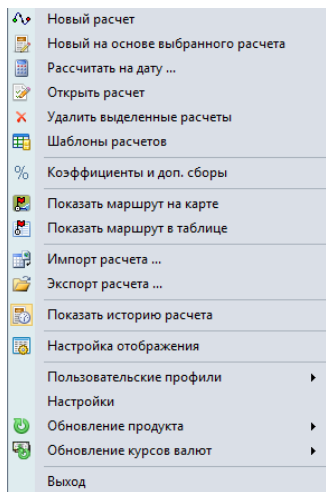 Новый расчет
Новый на основе выбранного расчета
Рассчитать на дату ...
Открыть расчет
Удалить выделенные расчеты
Шаблоны расчетов
% Коэффициенты и доп. сборы
Показать маршрут на карте
Показать маршрут в таблице
Импорт расчета ...
Экспорт расчета ...
Показать историю расчета
Настройка отображения
Пользовательские профили
Настройки
Обновление продукта
Обновление курсов валют
Выход